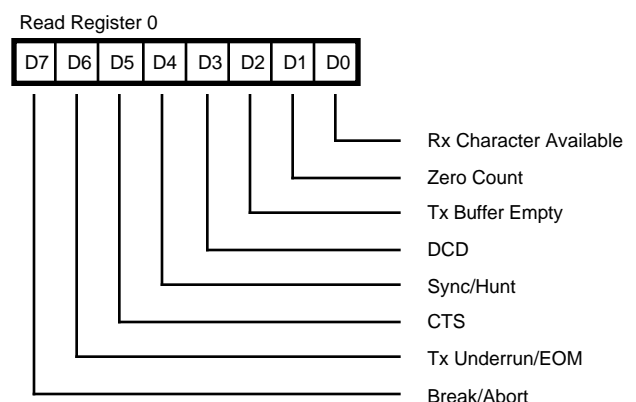 Read Register 0
D7 D6 D5 D4 D3 D2 D1 D0
Rx Character Available
Zero Count
Tx Buffer Empty
DCD
Sync/Hunt
CTS
Tx Underrun/EOM
Break/Abort